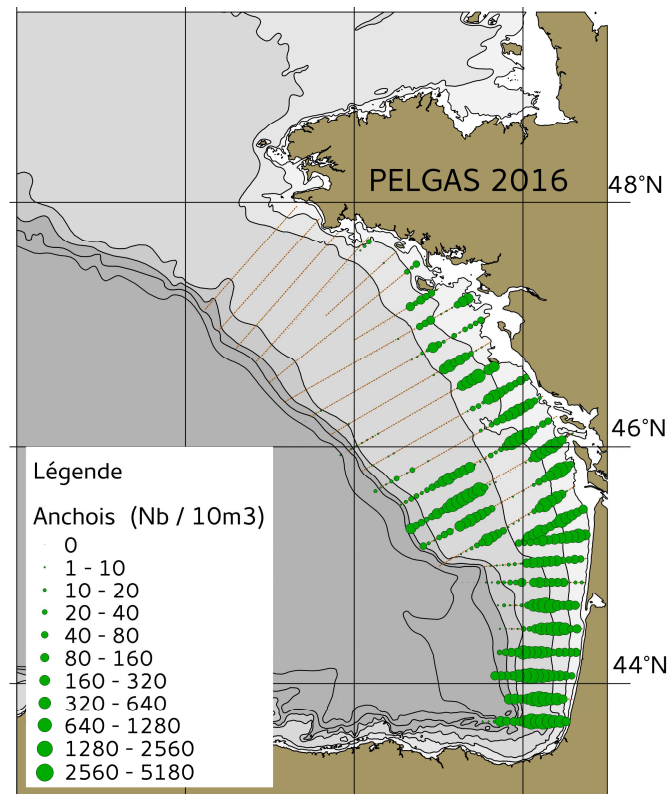 PELGAS 2016
48°N
46°N
44°N
Légende
Anchois (Nb / 10m3)
0
1 - 10
10 - 20
20 - 40
40 - 80
80 - 160
160 - 320
320 - 640
640 - 1280
1280 - 2560
2560 - 5180